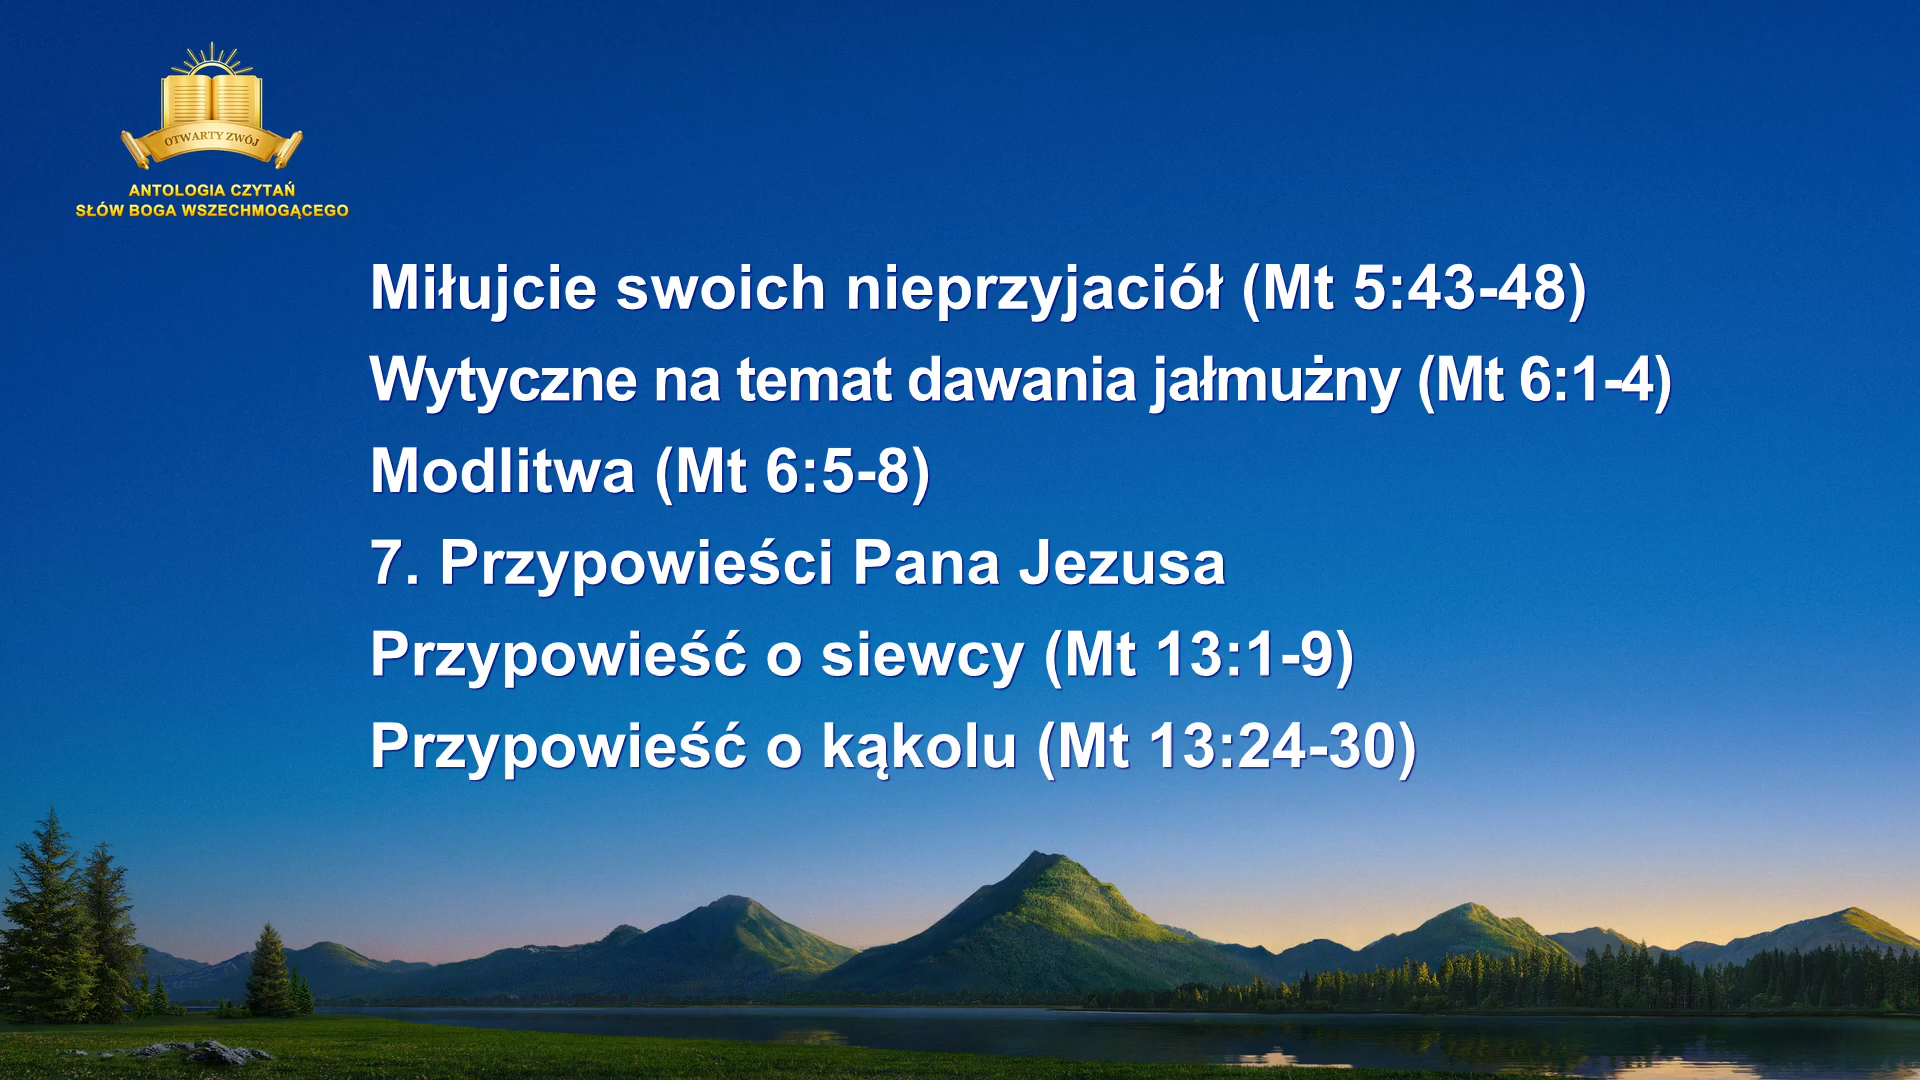 OTWARTY ZWÓJ
ANTOLOGIA CZYTAŃ
SŁÓW BOGA WSZECHMOGĄCEGO
Miłujcie swoich nieprzyjaciół (Mt 5:43-48)
Wytyczne na temat dawania jałmużny (Mt 6:1-4)
Modlitwa (Mt 6:5-8)
7. Przypowieści Pana Jezusa
Przypowieść o siewcy (Mt 13:1-9)
Przypowieść o kąkolu (Mt 13:24-30)